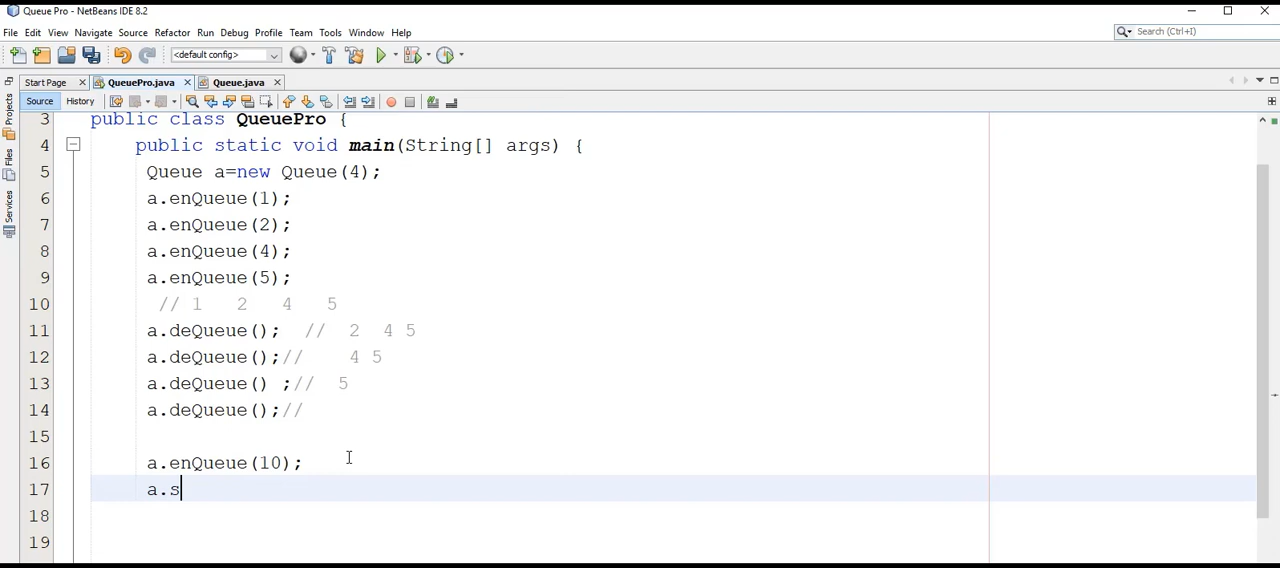 Queue Pro - NetBeans IDE 8.2
File Edit View Navigate Source Refactor Run Debug Profile Team Tools Window Help
Search (Ctrl+I)
<default config>
Start Page QueuePro.java Queue.java
Source History
Projects
Files
Services
3 public class QueuePro {
4 public static void main(String[] args) {
5 Queue a=new Queue(4);
6 a.enQueue(1);
7 a.enQueue(2);
8 a.enQueue(4);
9 a.enQueue(5);
10 // 1 2 4 5
11 a.deQueue(); // 2 4 5
12 a.deQueue();// 4 5
13 a.deQueue() ;// 5
14 a.deQueue();//
15
16 a.enQueue(10);
17 a.s
18
19